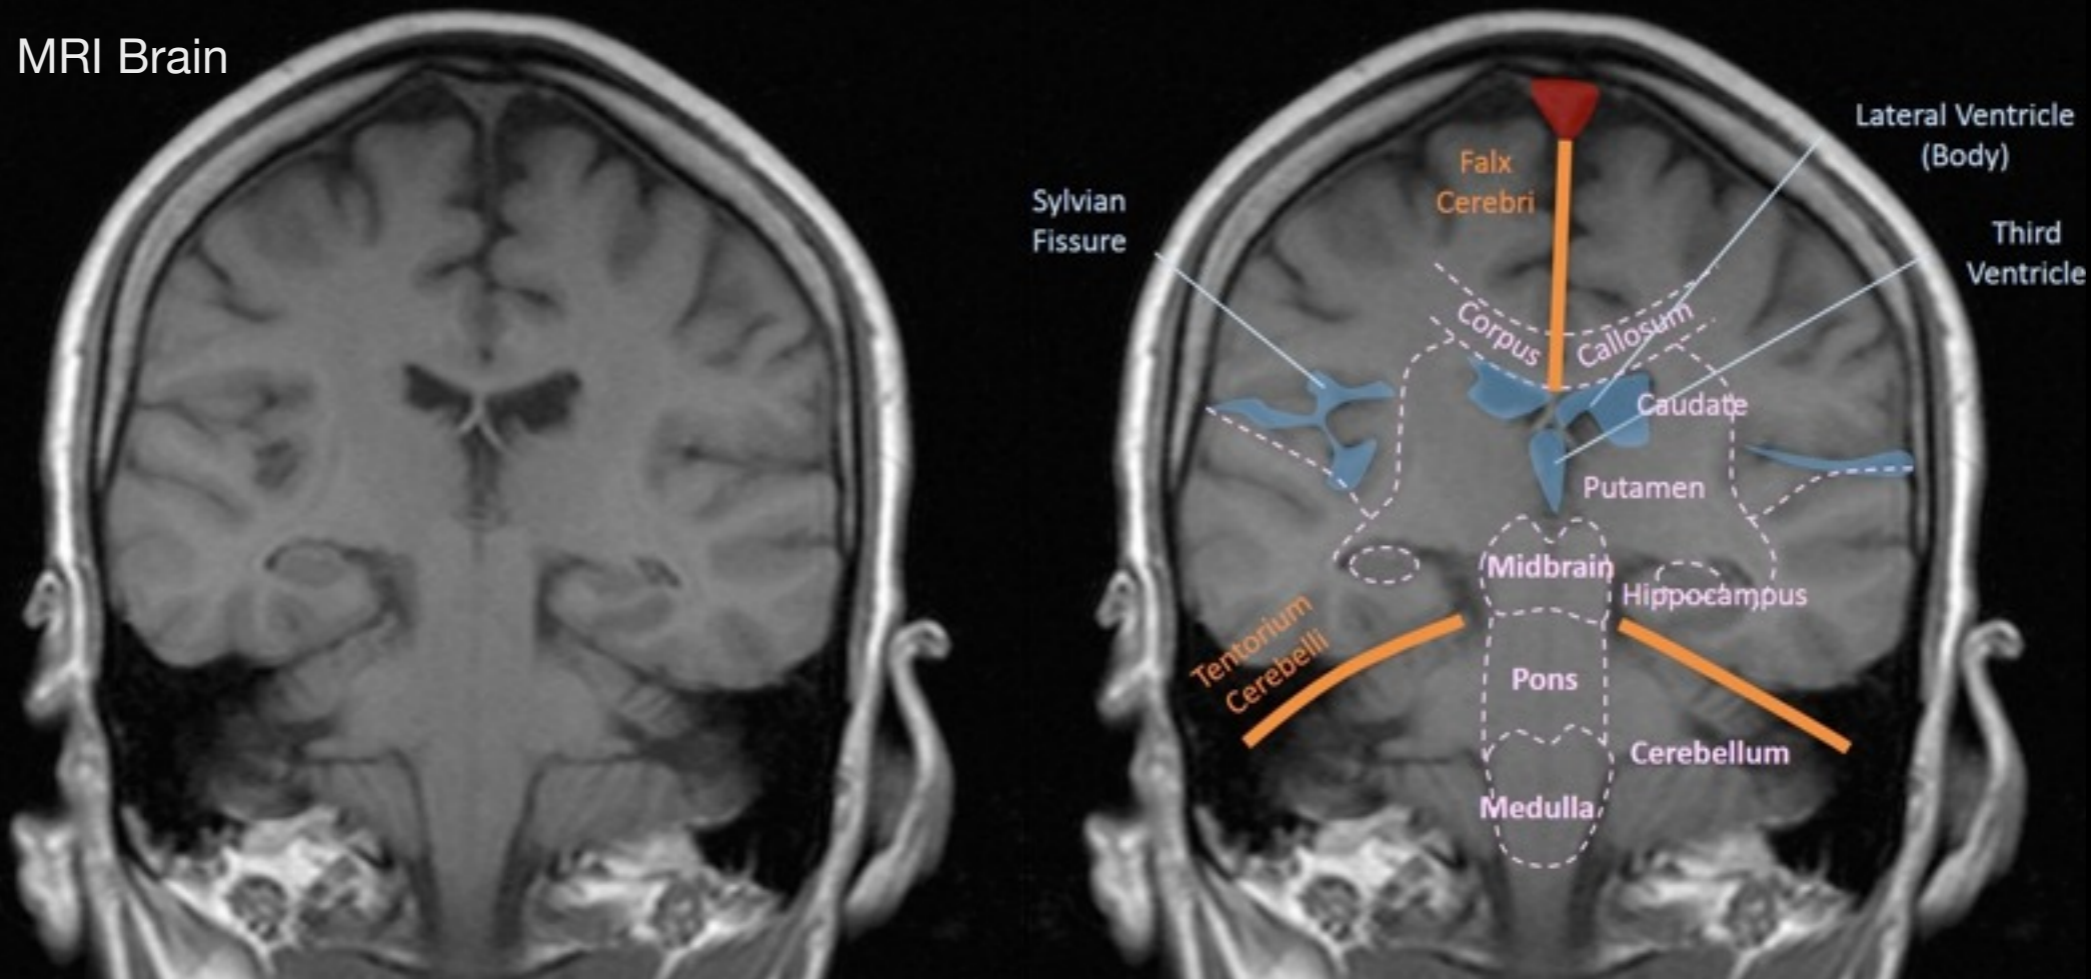 MRI Brain
Lateral Ventricle
(Body)
Falx
Cerebri
Sylvian
Fissure
Third
Ventricle
Corpus
Callosum
Caudate
Putamen
Midbrain
Hippocampus
Tentorium
Cerebelli
Pons
Cerebellum
Medulla